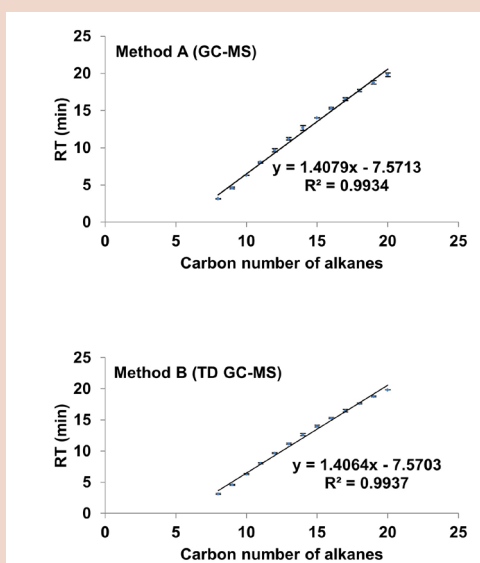 Method A (GC-MS)
25
20
15
10
5
0
RT (min)
y = 1.4079x - 7.5713
R² = 0.9934
0 5 10 15 20 25
Carbon number of alkanes
Method B (TD GC-MS)
25
20
15
10
5
0
RT (min)
y = 1.4064x - 7.5703
R² = 0.9937
0 5 10 15 20 25
Carbon number of alkanes